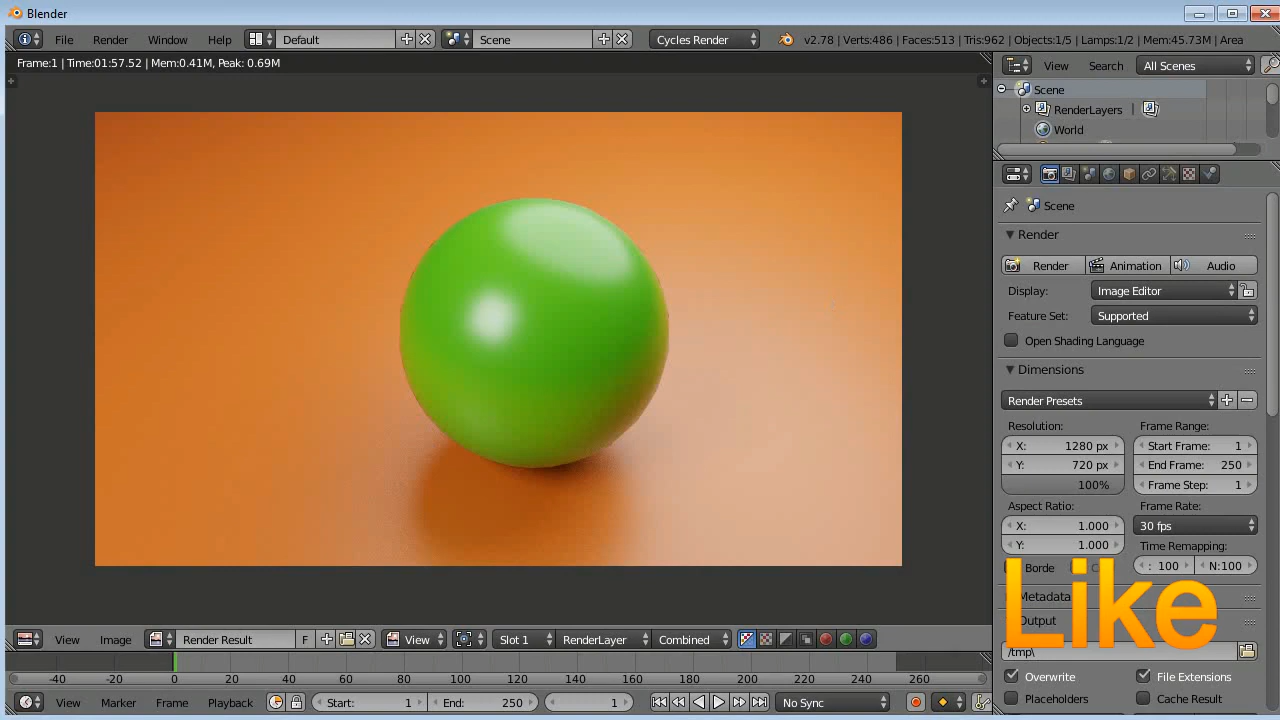 Blender
File Render Window Help Default Scene Cycles Render v2.78 | Verts:486 | Faces:513 | Tris:962 | Objects:1/5 | Lamps:1/2 | Mem:45.73M | Area
Frame:1 | Time:01:57.52 | Mem:0.41M, Peak: 0.69M
View Search All Scenes
Scene
RenderLayers
World
Scene
Render
Render Animation Audio
Display: Image Editor
Feature Set: Supported
Open Shading Language
Dimensions
Render Presets
Resolution: Frame Range:
X: 1280 px Start Frame: 1
Y: 720 px End Frame: 250
100% Frame Step: 1
Aspect Ratio: Frame Rate:
X: 1.000 30 fps
Y: 1.000 Time Remapping:
Borde : 100 N:100
Metadata
Like
Output
/tmp\
Overwrite File Extensions
Placeholders Cache Result
View Image Render Result F View Slot 1 RenderLayer Combined
-40 -20 0 20 40 60 80 100 120 140 160 180 200 220 240 260
View Marker Frame Playback Start: 1 End: 250 1 No Sync